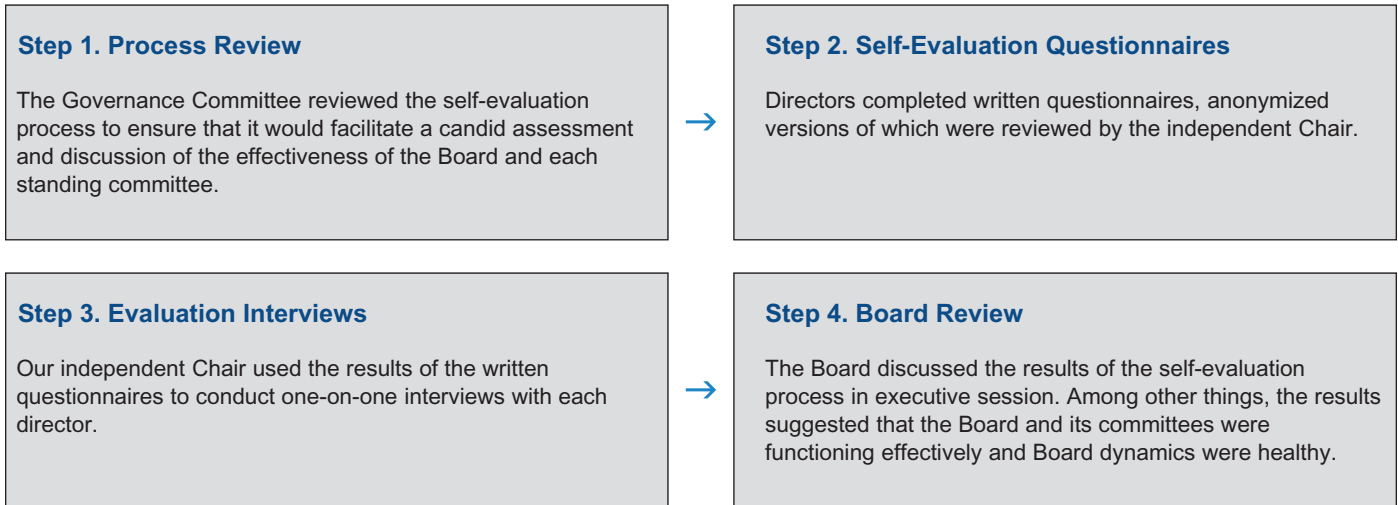 Step 1. Process Review
The Governance Committee reviewed the self-evaluation
process to ensure that it would facilitate a candid assessment
and discussion of the effectiveness of the Board and each
standing committee.
→
Step 2. Self-Evaluation Questionnaires
Directors completed written questionnaires, anonymized
versions of which were reviewed by the independent Chair.
Step 3. Evaluation Interviews
Our independent Chair used the results of the written
questionnaires to conduct one-on-one interviews with each
director.
→
Step 4. Board Review
The Board discussed the results of the self-evaluation
process in executive session. Among other things, the results
suggested that the Board and its committees were
functioning effectively and Board dynamics were healthy.